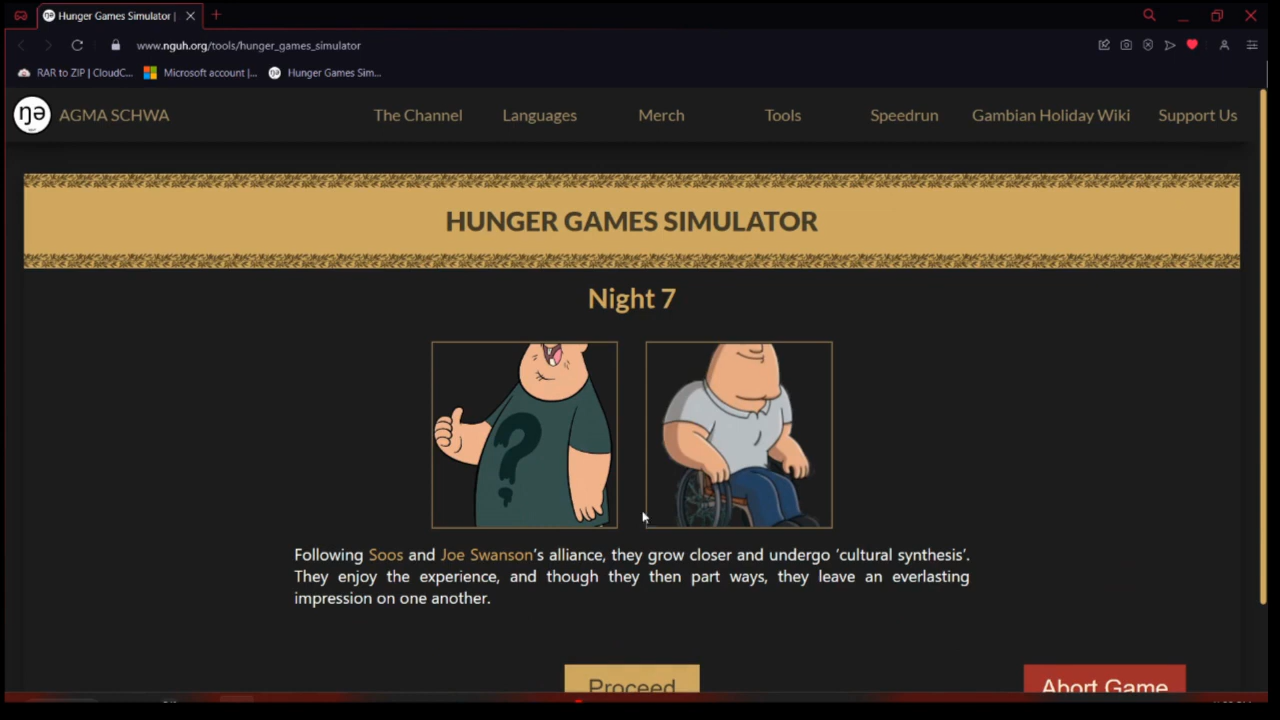 Hunger Games Simulator |
www.nguh.org/tools/hunger_games_simulator
RAR to ZIP | CloudC... Microsoft account |... Hunger Games Sim...
ŋə AGMA SCHWA The Channel Languages Merch Tools Speedrun Gambian Holiday Wiki Support Us
HUNGER GAMES SIMULATOR
Night 7
?
Following Soos and Joe Swanson’s alliance, they grow closer and undergo ‘cultural synthesis’.
They enjoy the experience, and though they then part ways, they leave an everlasting
impression on one another.
Proceed Abort Game